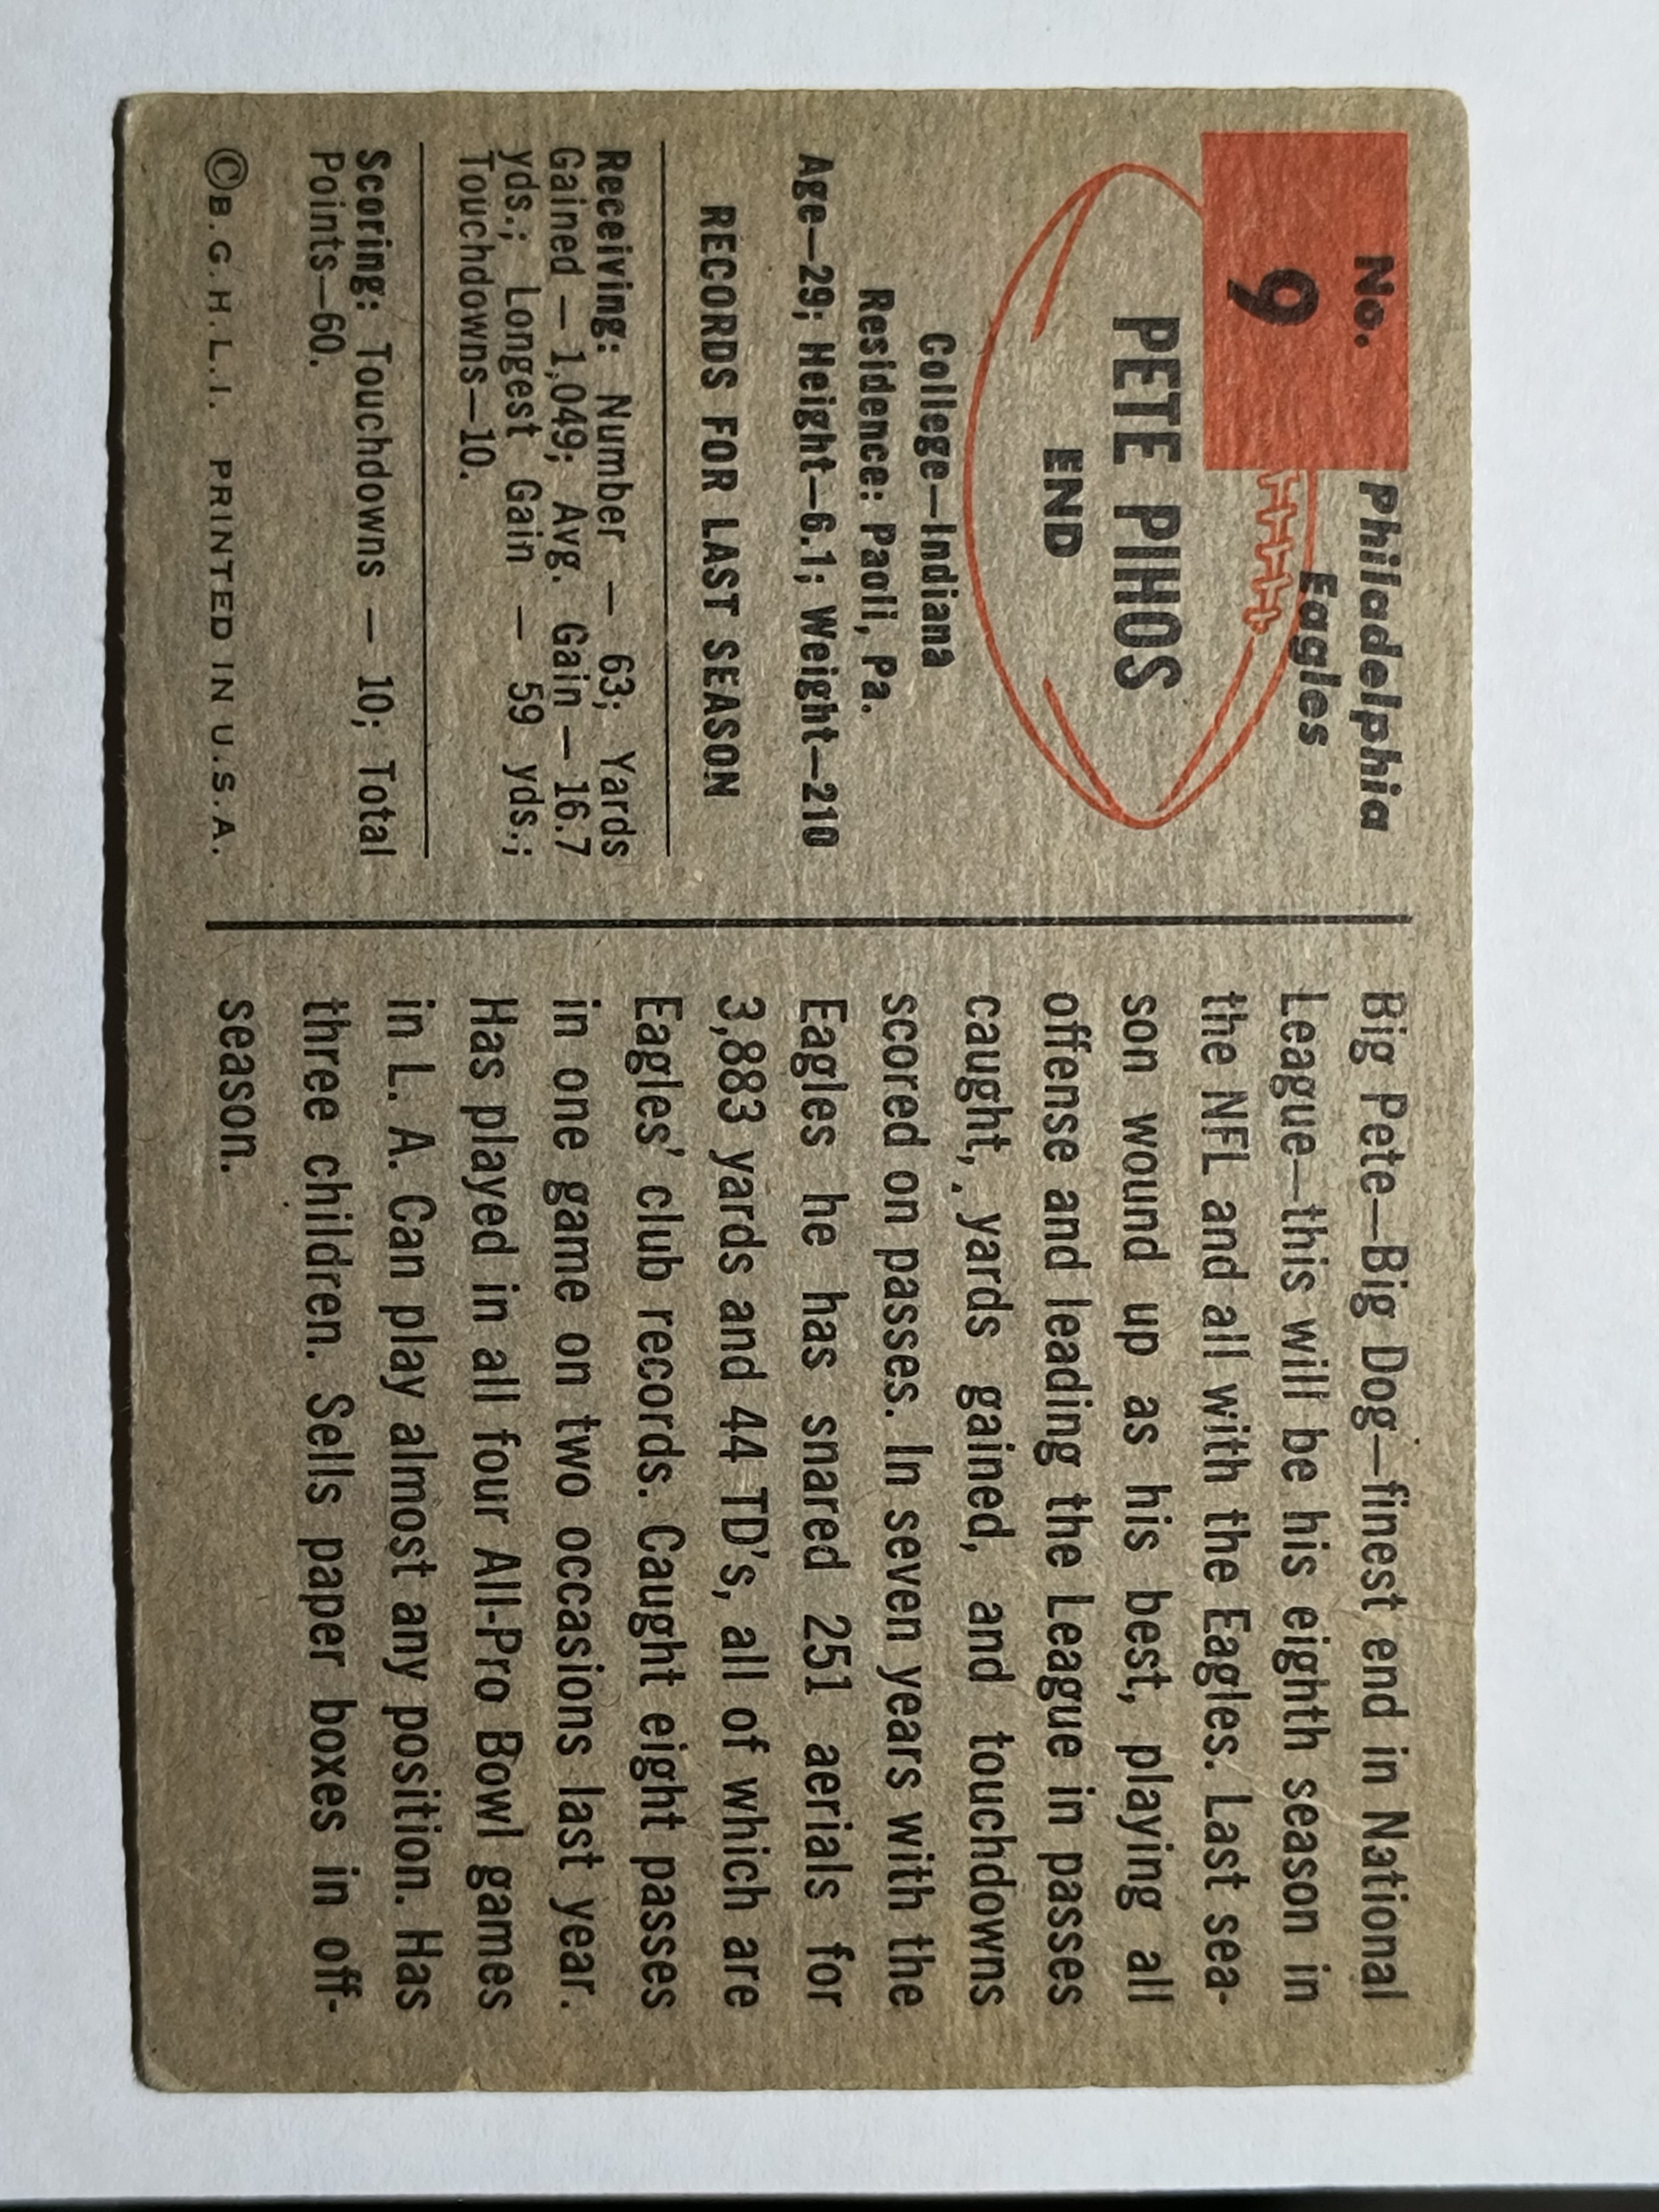 No.
9
Philadelphia
Eagles
PETE PIHOS
END
College—Indiana
Residence: Paoli, Pa.
Age—29; Height—6.1; Weight—210
RECORDS FOR LAST SEASON
Receiving: Number — 63; Yards
Gained — 1,049; Avg. Gain — 16.7
yds.; Longest Gain — 59 yds.;
Touchdowns—10.
Scoring: Touchdowns — 10; Total
Points—60.
©B.G.H.L.I. PRINTED IN U.S.A.
Big Pete—Big Dog—finest end in National
League—this will be his eighth season in
the NFL and all with the Eagles. Last sea-
son wound up as his best, playing all
offense and leading the League in passes
caught, yards gained, and touchdowns
scored on passes. In seven years with the
Eagles he has snared 251 aerials for
3,883 yards and 44 TD's, all of which are
Eagles' club records. Caught eight passes
in one game on two occasions last year.
Has played in all four All-Pro Bowl games
in L. A. Can play almost any position. Has
three children. Sells paper boxes in off-
season.